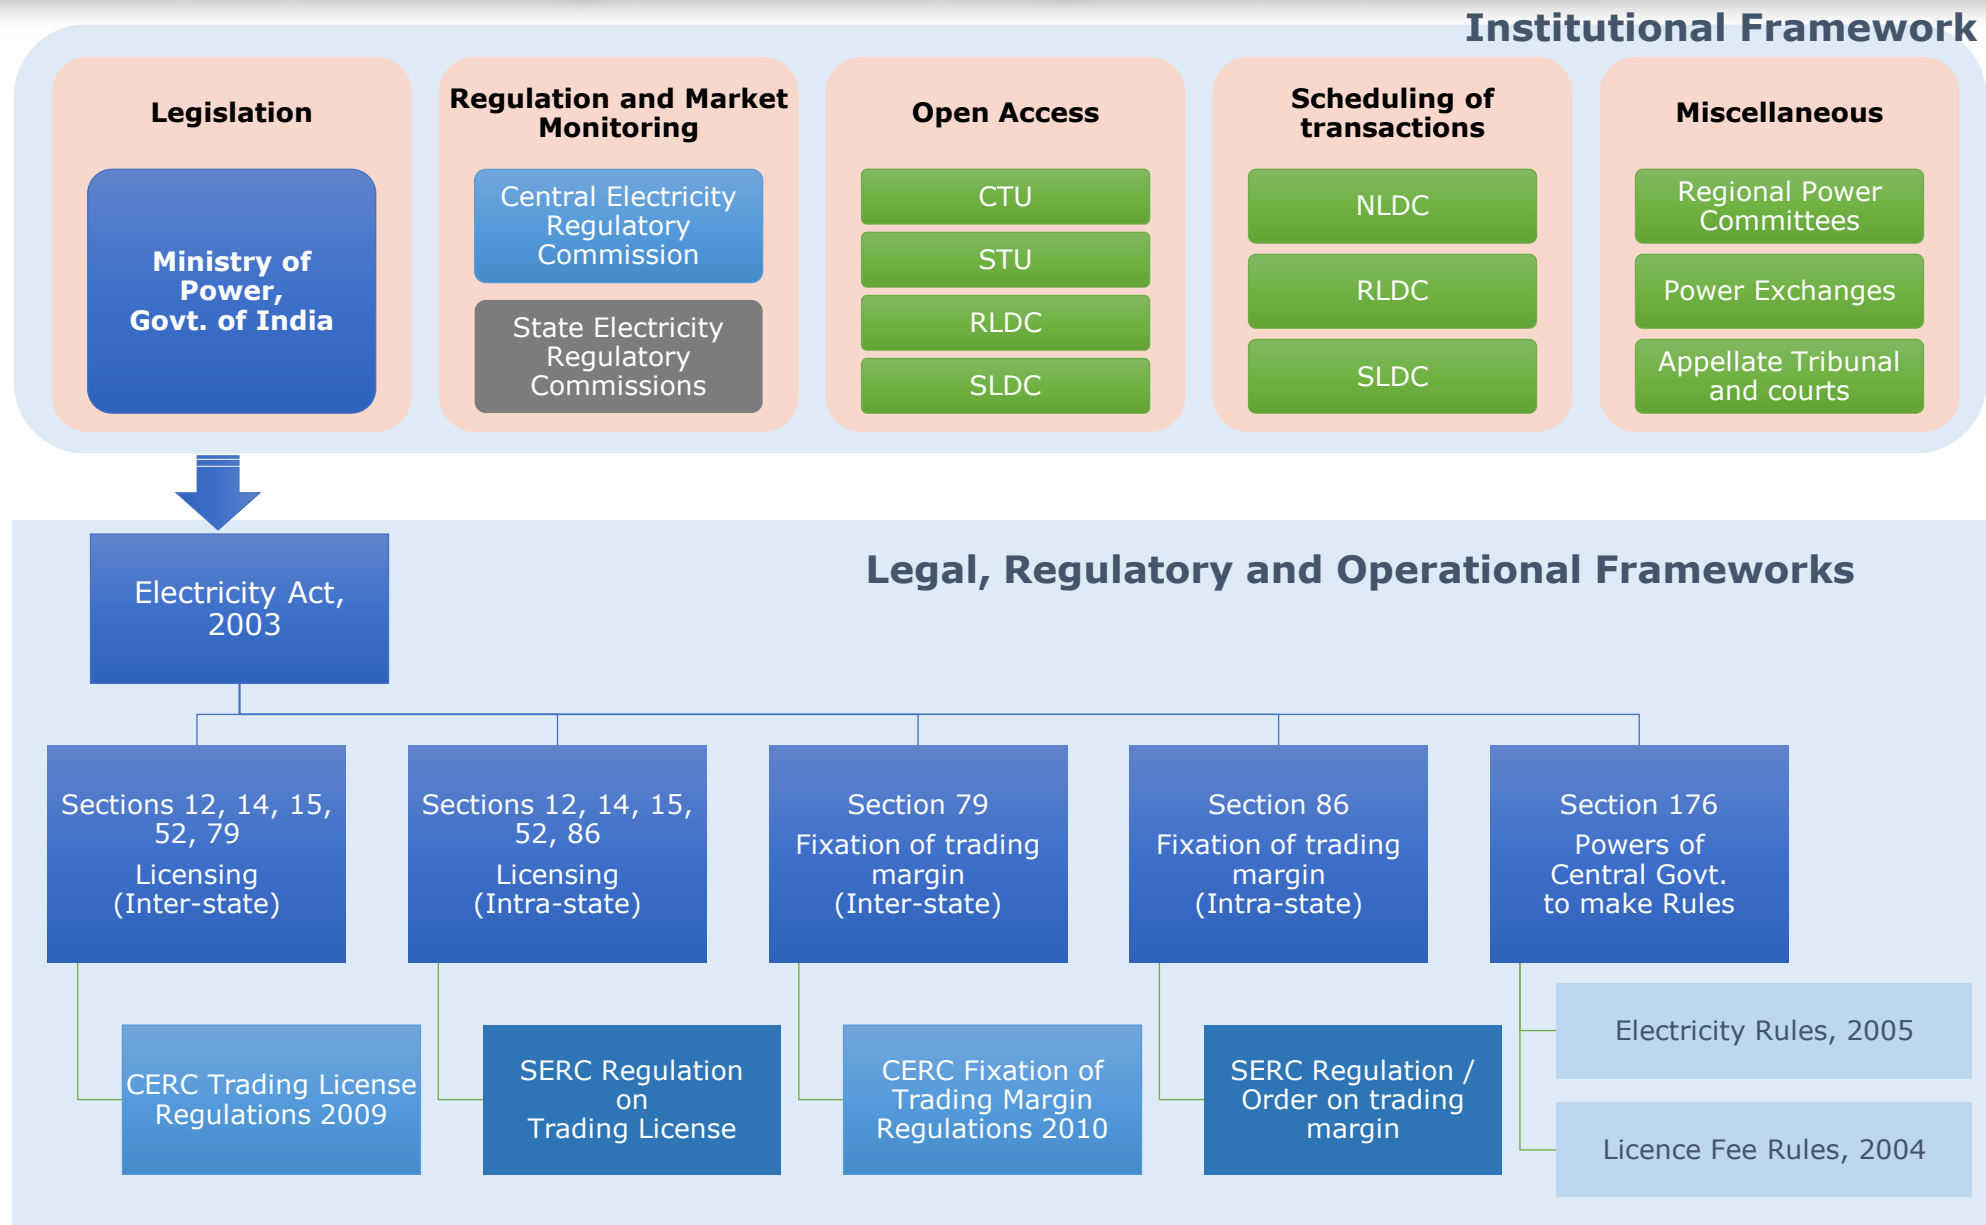 Institutional Framework
Legislation
Ministry of
Power,
Govt. of India
Regulation and Market
Monitoring
Central Electricity
Regulatory
Commission
State Electricity
Regulatory
Commissions
Open Access
CTU
STU
RLDC
SLDC
Scheduling of
transactions
NLDC
RLDC
SLDC
Miscellaneous
Regional Power
Committees
Power Exchanges
Appellate Tribunal
and courts
Legal, Regulatory and Operational Frameworks
Electricity Act,
2003
Sections 12, 14, 15,
52, 79
Licensing
(Inter-state)
Sections 12, 14, 15,
52, 86
Licensing
(Intra-state)
Section 79
Fixation of trading
margin
(Inter-state)
Section 86
Fixation of trading
margin
(Intra-state)
Section 176
Powers of
Central Govt.
to make Rules
CERC Trading License
Regulations 2009
SERC Regulation
on
Trading License
CERC Fixation of
Trading Margin
Regulations 2010
SERC Regulation /
Order on trading
margin
Electricity Rules, 2005
Licence Fee Rules, 2004